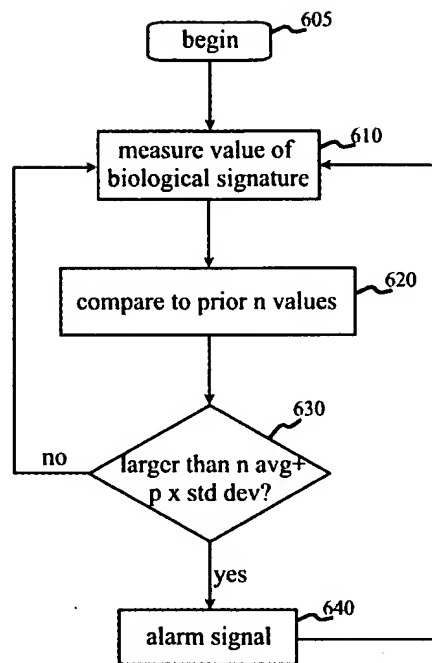 begin
605
measure value of
biological signature
610
compare to prior n values
620
630
larger than n avg+
p x std dev?
no
yes
640
alarm signal